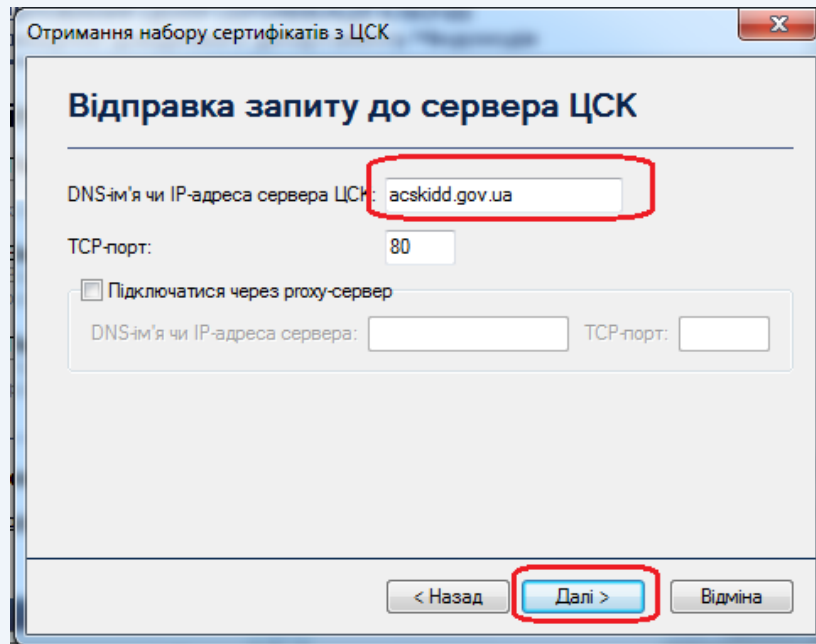 Отримання набору сертифікатів з ЦСК
Відправка запиту до сервера ЦСК
DNS-ім'я чи IP-адреса сервера ЦСК: acskidd.gov.ua
TCP-порт: 80
Підключатися через proxy-сервер
DNS-ім'я чи IP-адреса сервера: TCP-порт:
< Назад Далі > Відміна